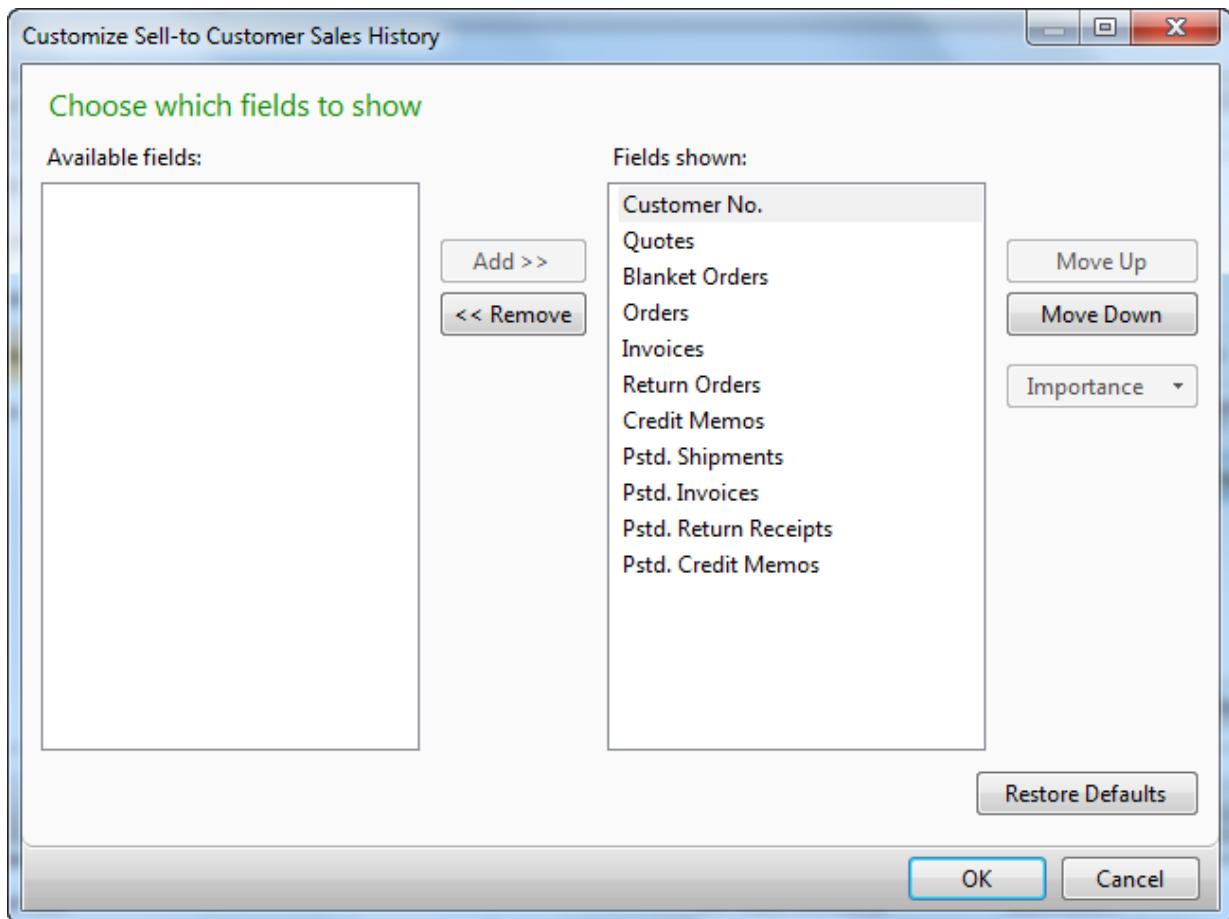 Customize Sell-to Customer Sales History
Choose which fields to show
Available fields:
Fields shown:
Customer No.
Quotes
Blanket Orders
Orders
Invoices
Return Orders
Credit Memos
Pstd. Shipments
Pstd. Invoices
Pstd. Return Receipts
Pstd. Credit Memos
Add >>
<< Remove
Move Up
Move Down
Importance
Restore Defaults
OK
Cancel